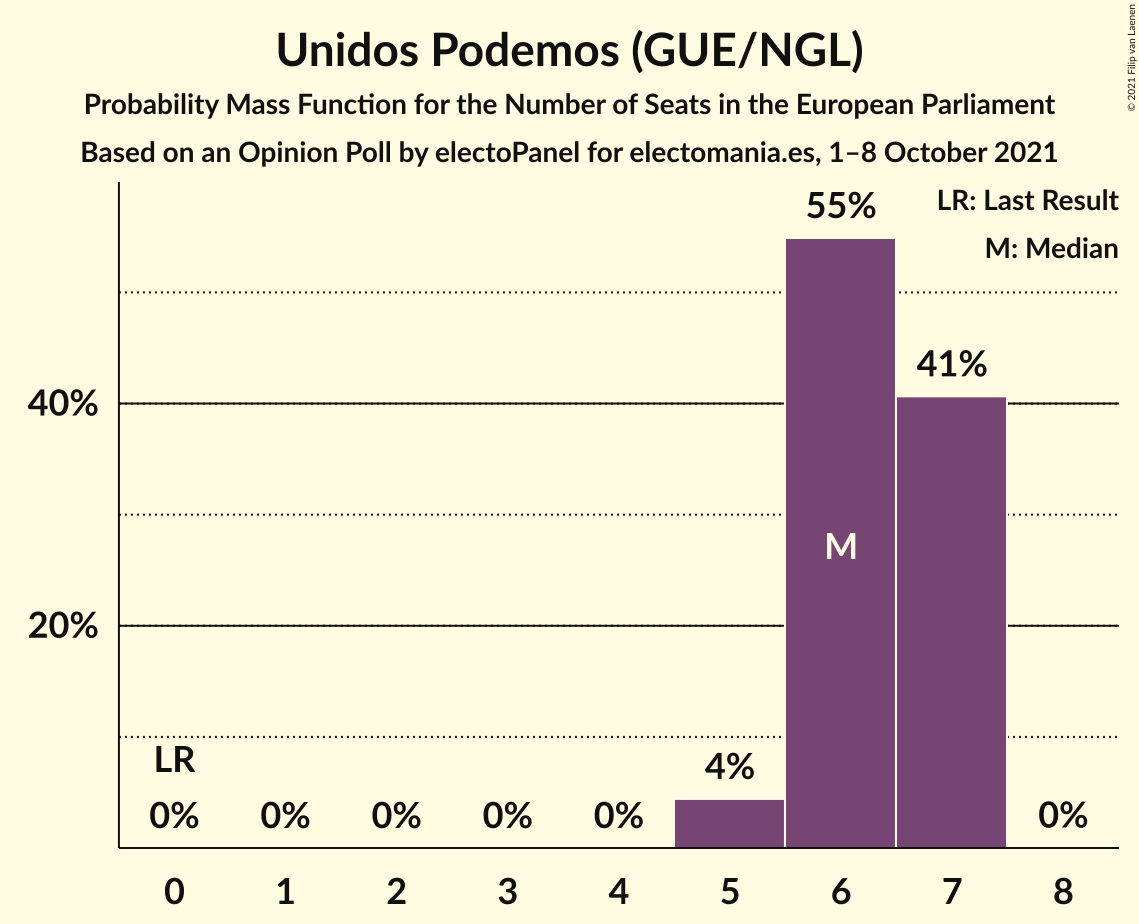 Unidos Podemos (GUE/NGL)
Probability Mass Function for the Number of Seats in the European Parliament
Based on an Opinion Poll by electoPanel for electomania.es, 1–8 October 2021
© 2021 Filip van Laenen
LR: Last Result
M: Median
55%
41%
40%
M
20%
LR
4%
0% 0% 0% 0% 0% 0%
0 1 2 3 4 5 6 7 8